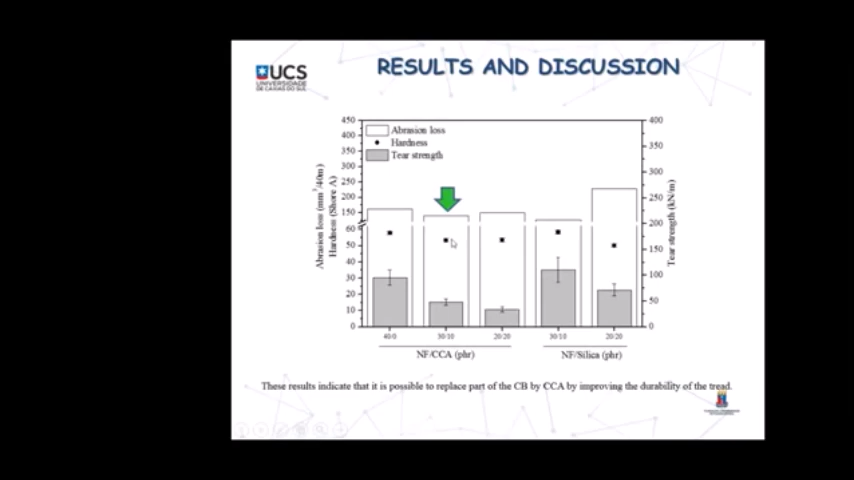 RESULTS AND DISCUSSION
UCS
UNIVERSIDADE
DE CAXIAS DO SUL
450
400
350
300
250
200
150
60
50
40
30
20
10
0
Abrasion loss (mm³/40m)
Hardness (Shore A)
Abrasion loss
Hardness
Tear strength
400
350
300
250
200
150
100
50
0
Tear strength (kN/m)
40/0 30/10 20/20 30/10 20/20
NF/CCA (phr) NF/Silica (phr)
These results indicate that it is possible to replace part of the CB by CCA by improving the durability of the tread.